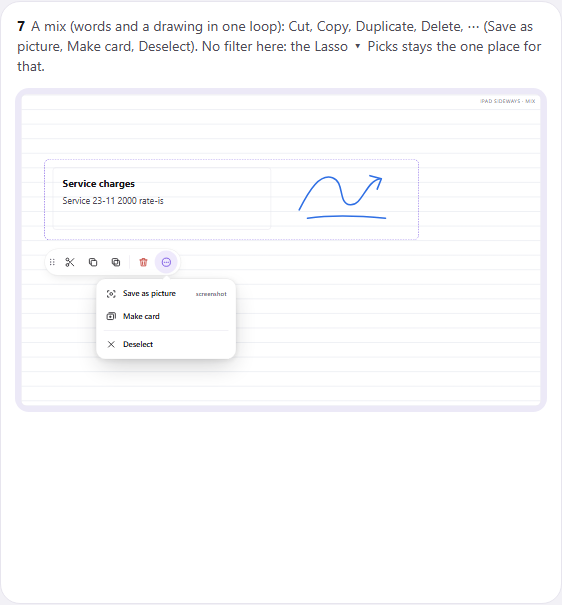 7 A mix (words and a drawing in one loop): Cut, Copy, Duplicate, Delete, ··· (Save as
picture, Make card, Deselect). No filter here: the Lasso ▾ Picks stays the one place for
that.
IPAD SIDEWAYS · MIX
Service charges
Service 23-11 2000 rate-is
Save as picture screenshot
Make card
Deselect